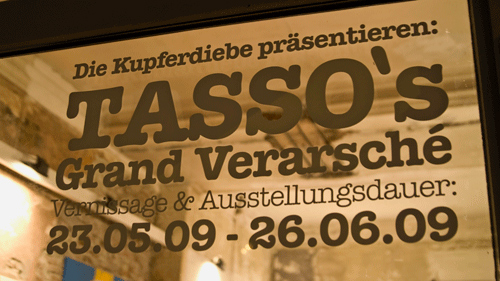 Die Kupferdiebe präsentieren:
TASSO's
Grand Verarsché
Vernissage & Ausstellungsdauer:
23.05.09 - 26.06.09